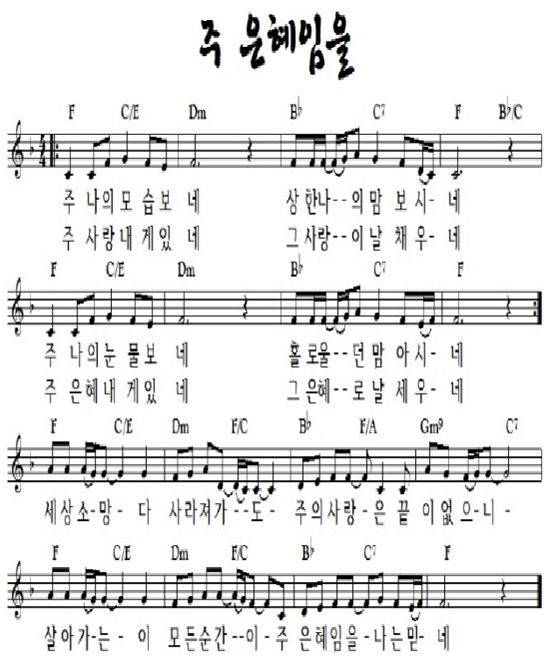 주 은혜임을
F C/E Dm B♭ C7 F B♭/C
4/4
주 나의모 습보 네 상 한나--의맘 보 시-네
주 사랑내 게있 네 그 사랑--이날 채 우-네
F C/E Dm B♭ C7 F
주 나의눈 물보 네 홀 로울--던맘 아시-네
주 은혜내 게있 네 그 은혜--로날 세 우-네
F C/E Dm F/C B♭ F/A Gm9 C7
세상소-망- 다 사라져가--도- 주의사랑-은 끝 이없 으-니-
F C/E Dm F/C B♭ C7 F
살아가-는- 이 모든순간--이-주 은혜임을-나는믿-네